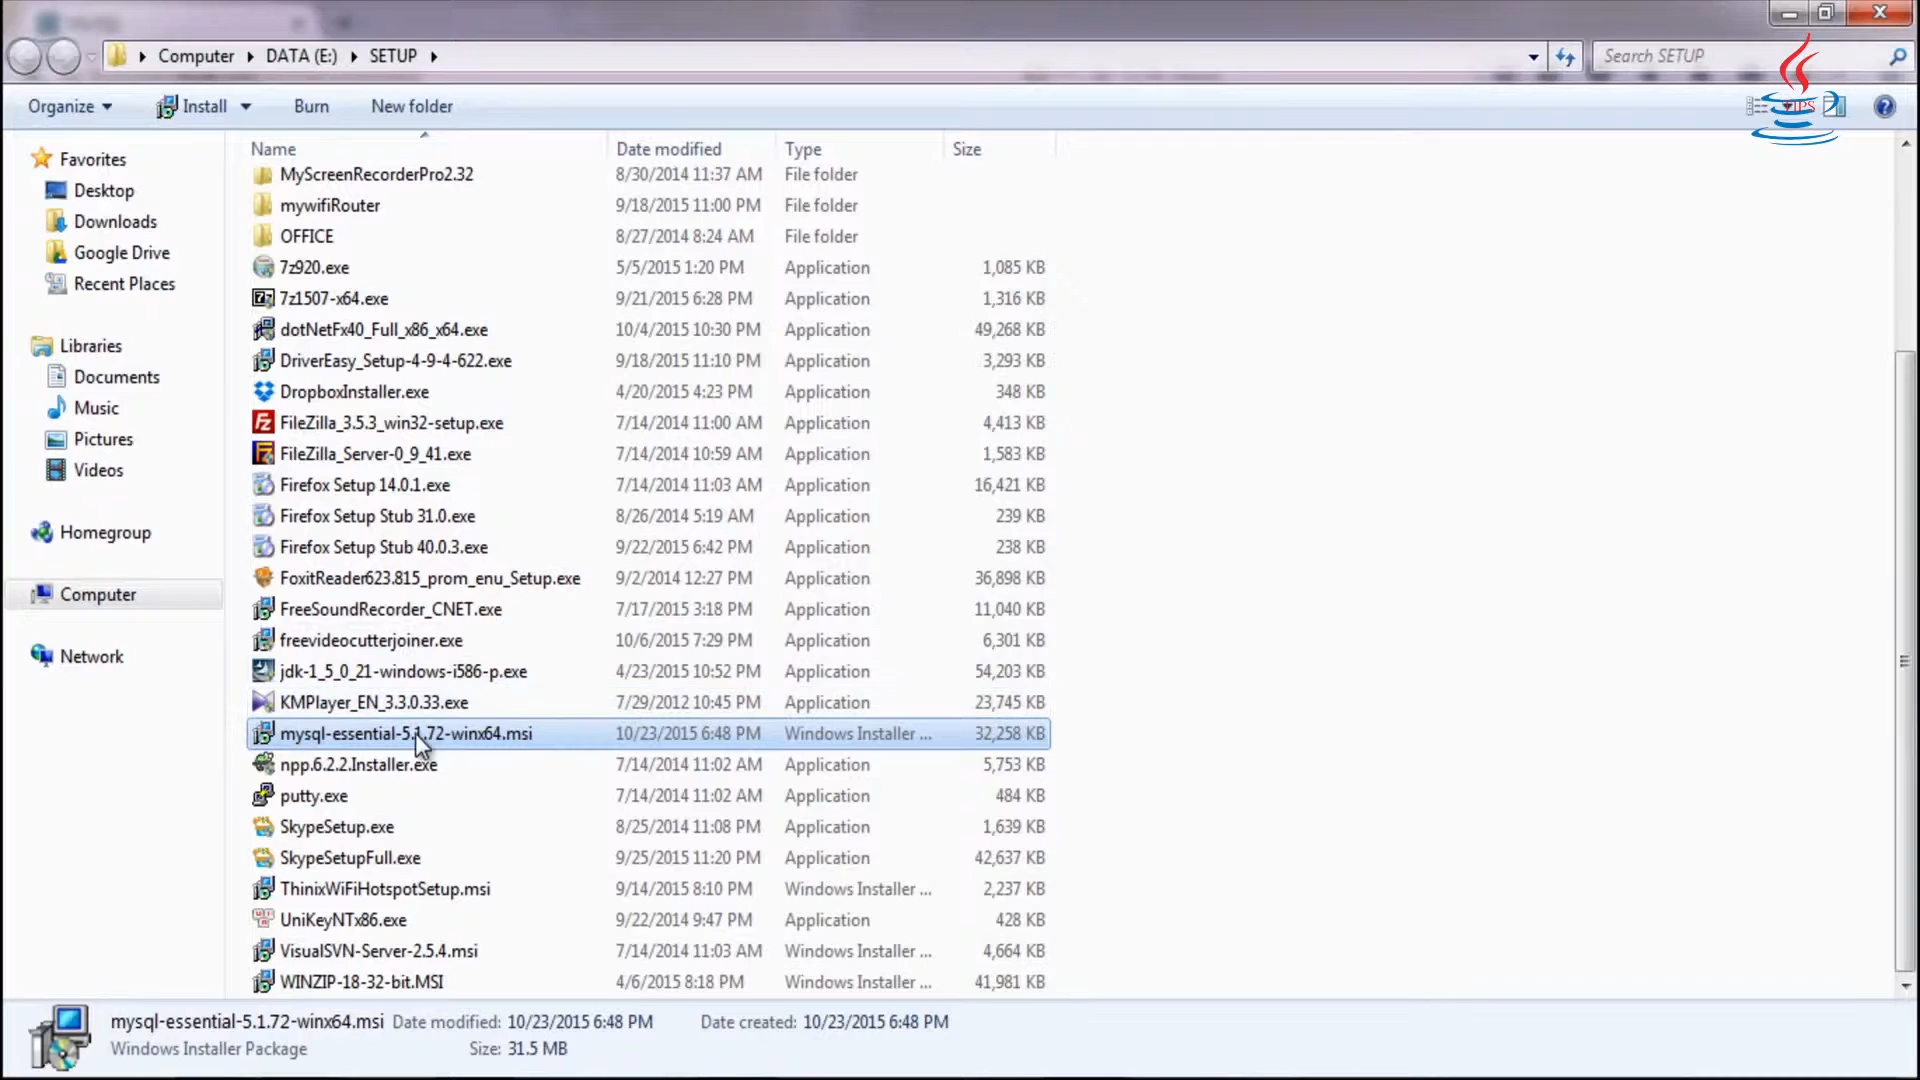 Computer DATA (E:) SETUP Search SETUP
Organize Install Burn New folder TIPS
Name Date modified Type Size
Favorites
Desktop
Downloads
Google Drive
Recent Places
Libraries
Documents
Music
Pictures
Videos
Homegroup
Computer
Network
MyScreenRecorderPro2.32 8/30/2014 11:37 AM File folder
mywifiRouter 9/18/2015 11:00 PM File folder
OFFICE 8/27/2014 8:24 AM File folder
7z920.exe 5/5/2015 1:20 PM Application 1,085 KB
7z1507-x64.exe 9/21/2015 6:28 PM Application 1,316 KB
dotNetFx40_Full_x86_x64.exe 10/4/2015 10:30 PM Application 49,268 KB
DriverEasy_Setup-4-9-4-622.exe 9/18/2015 11:10 PM Application 3,293 KB
DropboxInstaller.exe 4/20/2015 4:23 PM Application 348 KB
FileZilla_3.5.3_win32-setup.exe 7/14/2014 11:00 AM Application 4,413 KB
FileZilla_Server-0_9_41.exe 7/14/2014 10:59 AM Application 1,583 KB
Firefox Setup 14.0.1.exe 7/14/2014 11:03 AM Application 16,421 KB
Firefox Setup Stub 31.0.exe 8/26/2014 5:19 AM Application 239 KB
Firefox Setup Stub 40.0.3.exe 9/22/2015 6:42 PM Application 238 KB
FoxitReader623.815_prom_enu_Setup.exe 9/2/2014 12:27 PM Application 36,898 KB
FreeSoundRecorder_CNET.exe 7/17/2015 3:18 PM Application 11,040 KB
freevideocutterjoiner.exe 10/6/2015 7:29 PM Application 6,301 KB
jdk-1_5_0_21-windows-i586-p.exe 4/23/2015 10:52 PM Application 54,203 KB
KMPlayer_EN_3.3.0.33.exe 7/29/2012 10:45 PM Application 23,745 KB
mysql-essential-5.1.72-winx64.msi 10/23/2015 6:48 PM Windows Installer ... 32,258 KB
npp.6.2.2.Installer.exe 7/14/2014 11:02 AM Application 5,753 KB
putty.exe 7/14/2014 11:02 AM Application 484 KB
SkypeSetup.exe 8/25/2014 11:08 PM Application 1,639 KB
SkypeSetupFull.exe 9/25/2015 11:20 PM Application 42,637 KB
ThinixWiFiHotspotSetup.msi 9/14/2015 8:10 PM Windows Installer ... 2,237 KB
UniKeyNTx86.exe 9/22/2014 9:47 PM Application 428 KB
VisualSVN-Server-2.5.4.msi 7/14/2014 11:03 AM Windows Installer ... 4,664 KB
WINZIP-18-32-bit.MSI 4/6/2015 8:18 PM Windows Installer ... 41,981 KB
mysql-essential-5.1.72-winx64.msi Date modified: 10/23/2015 6:48 PM Date created: 10/23/2015 6:48 PM
Windows Installer Package Size: 31.5 MB